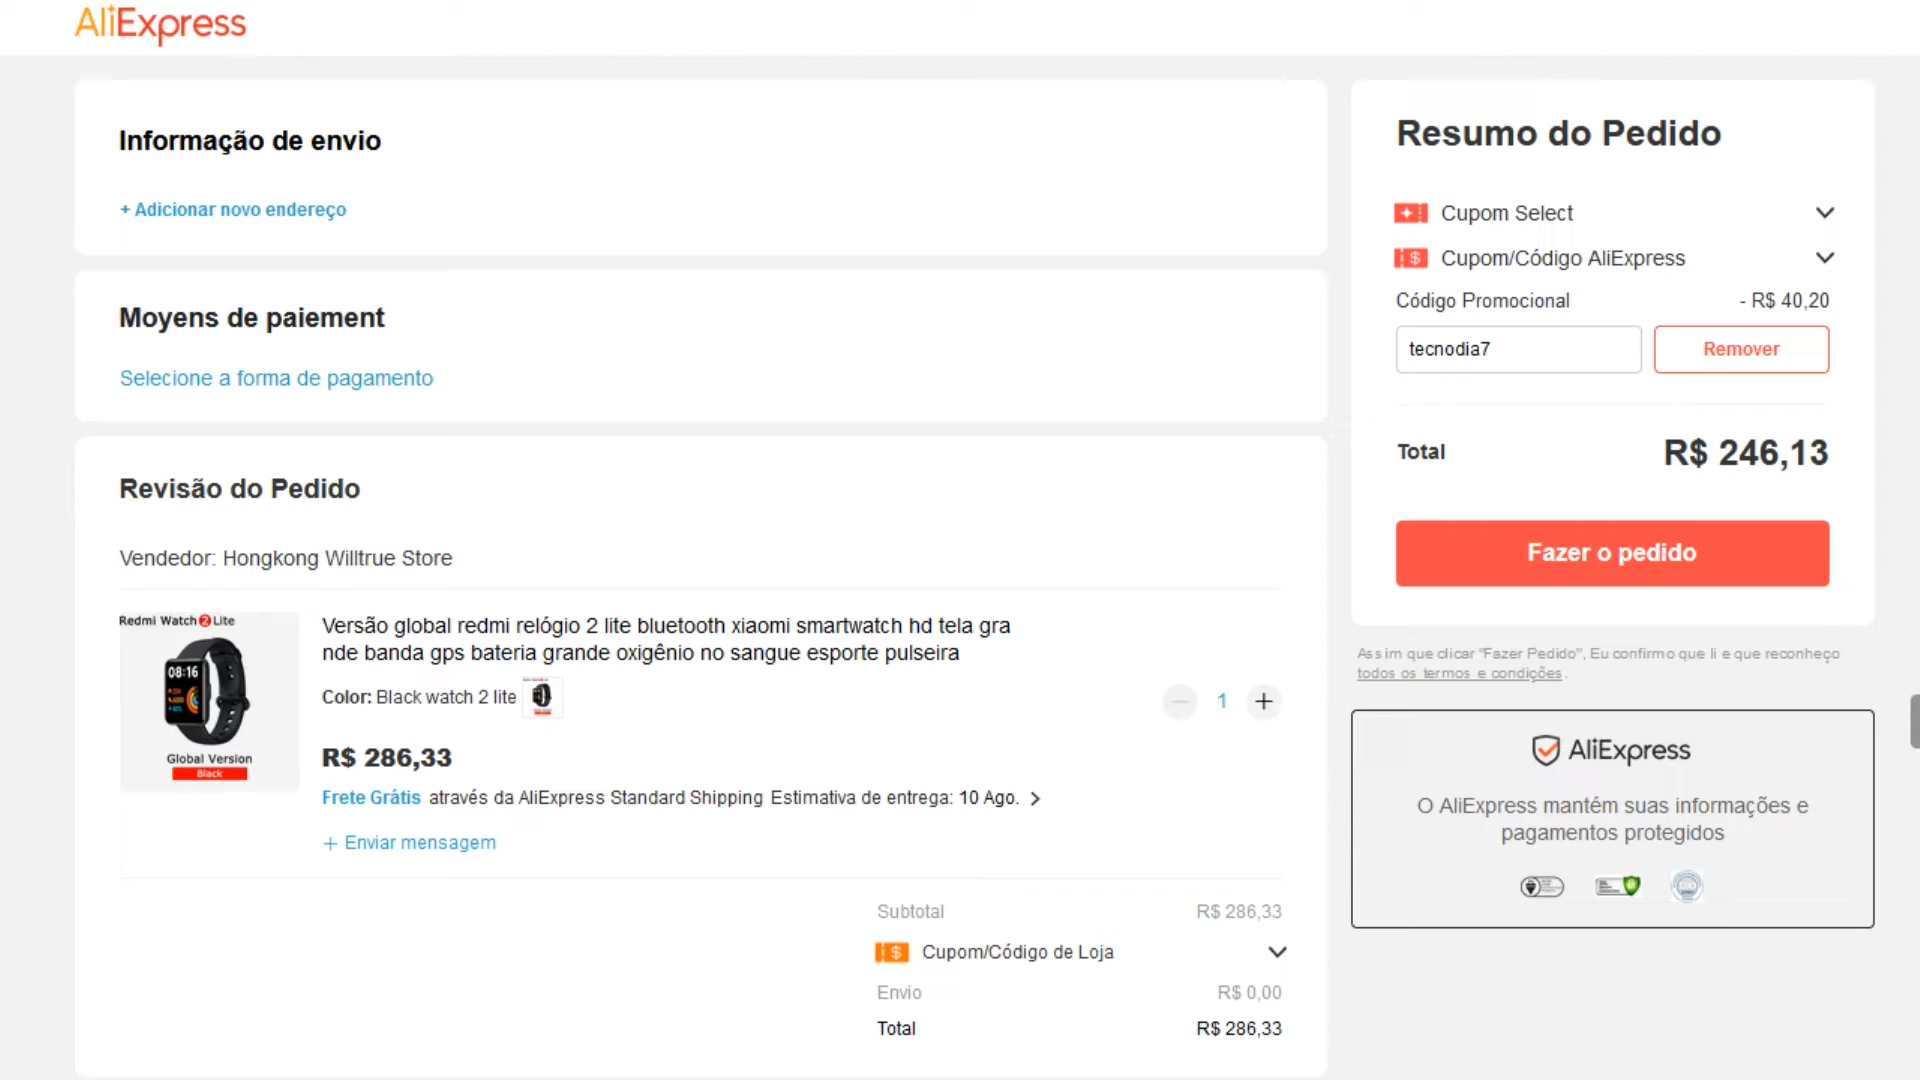 AliExpress
Informação de envio
+ Adicionar novo endereço
Moyens de paiement
Selecione a forma de pagamento
Revisão do Pedido
Vendedor: Hongkong Willtrue Store
Redmi Watch 2 Lite
08:16
Global Version
Black
Versão global redmi relógio 2 lite bluetooth xiaomi smartwatch hd tela gra
nde banda gps bateria grande oxigênio no sangue esporte pulseira
Color: Black watch 2 lite
− 1 +
R$ 286,33
Frete Grátis através da AliExpress Standard Shipping Estimativa de entrega: 10 Ago.
+ Enviar mensagem
Subtotal R$ 286,33
Cupom/Código de Loja
Envio R$ 0,00
Total R$ 286,33
Resumo do Pedido
Cupom Select
Cupom/Código AliExpress
Código Promocional - R$ 40,20
tecnodia7 Remover
Total R$ 246,13
Fazer o pedido
Assim que clicar "Fazer Pedido", Eu confirmo que li e que reconheço
todos os termos e condições.
AliExpress
O AliExpress mantém suas informações e
pagamentos protegidos